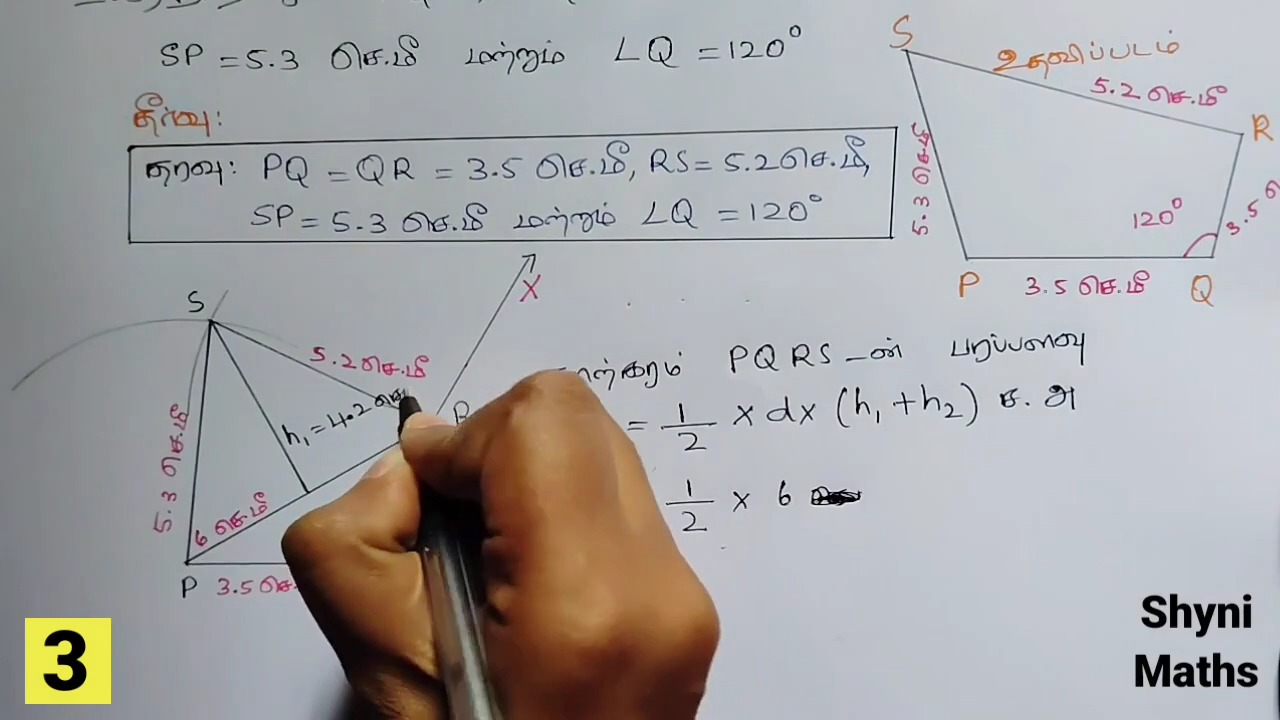 SP = 5.3 செ.மீ மற்றும் ∠Q = 120°
தீர்வு:
தரவு: PQ = QR = 3.5 செ.மீ, RS = 5.2 செ.மீ,
SP = 5.3 செ.மீ மற்றும் ∠Q = 120°
S
உதவிப்படம்
5.2 செ.மீ
R
5.3 செ.மீ
120°
3.5
P 3.5 செ.மீ Q
X
S
5.2 செ.மீ
h₁ = 4.2 செ
5.3 செ.மீ
6 செ.மீ
P 3.5 செ.
PQRS-ன் பரப்பளவு
= 1/2 x d x (h₁ + h₂) ச. அ
1/2 x 6
3
Shyni
Maths